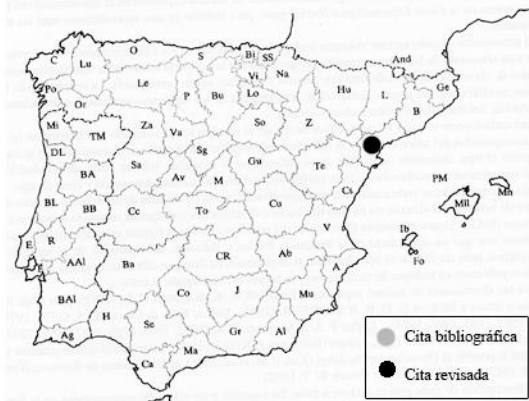 C Lu O S Bi SS And
Po Le Vi Na Hu L Ge
Or P Bu Lo B
Mi TM Za Va So Z
DL Sa Sg Gu Te
BA Av M Cs PM Mn
BL BB Cc To Cu Mll
E R CR V Ib
AAl Ba Ab Fo
BAl Co J Mu A
H Se Gr Al
Ag Ca Ma
Cita bibliográfica
Cita revisada